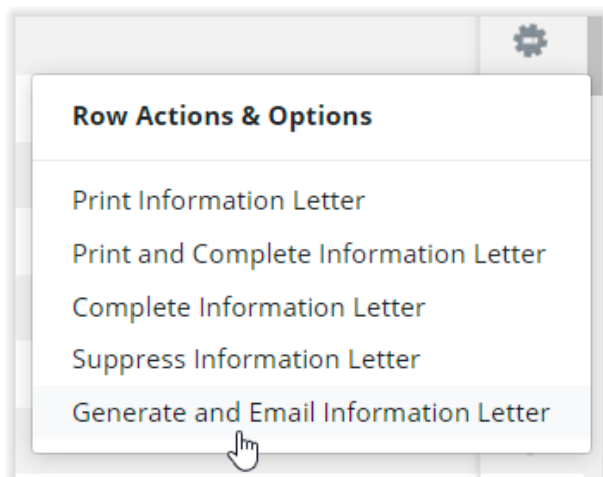 Row Actions & Options
Print Information Letter
Print and Complete Information Letter
Complete Information Letter
Suppress Information Letter
Generate and Email Information Letter